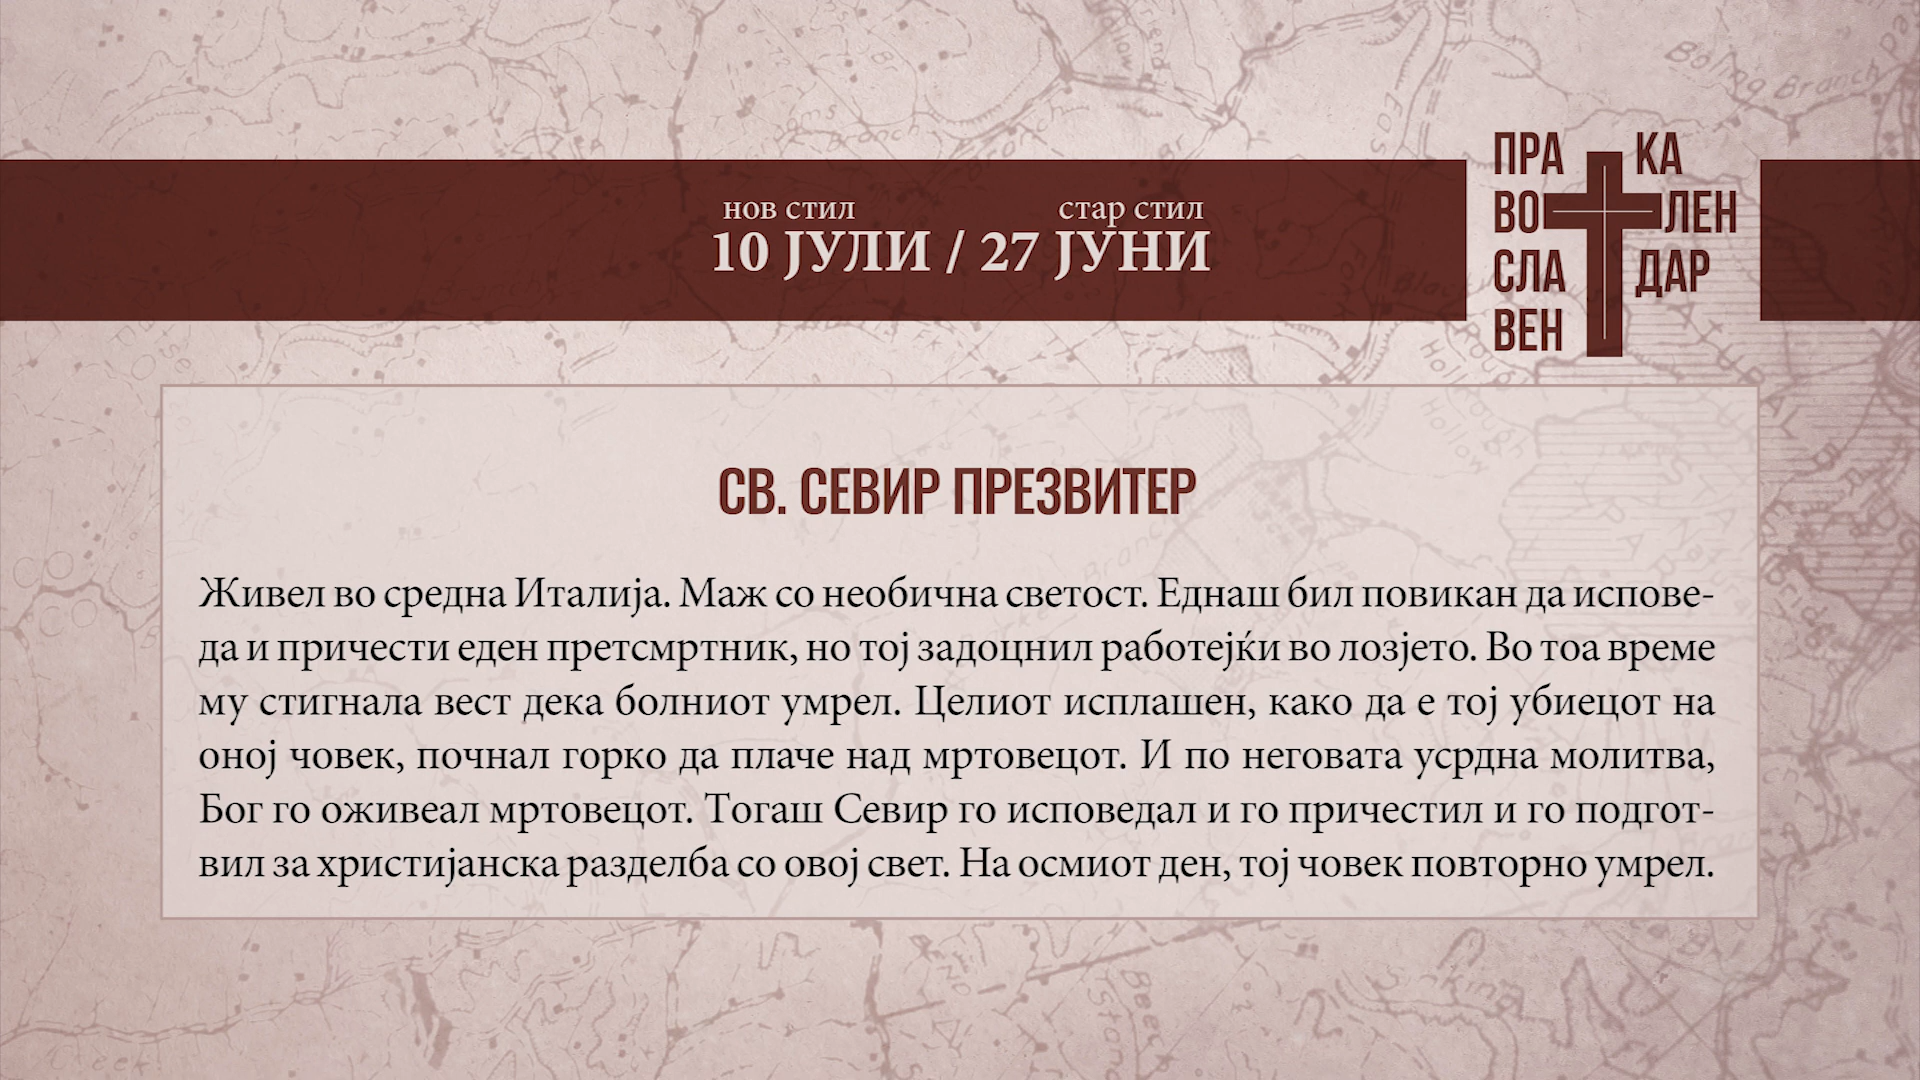 нов стил
стар стил
10 ЈУЛИ / 27 ЈУНИ
ПРА КА
ВО ЛЕН
СЛА ДАР
ВЕН
СВ. СЕВИР ПРЕЗВИТЕР
Живел во средна Италија. Маж со необична светост. Еднаш бил повикан да испове-
да и причести еден претсмртник, но тој задоцнил работејќи во лозјето. Во тоа време
му стигнала вест дека болниот умрел. Целиот исплашен, како да е тој убиецот на
оној човек, почнал горко да плаче над мртовецот. И по неговата усрдна молитва,
Бог го оживеал мртовецот. Тогаш Севир го исповедал и го причестил и го подгот-
вил за христијанска разделба со овој свет. На осмиот ден, тој човек повторно умрел.
Boling Branch
Rough
Hollow
Creek